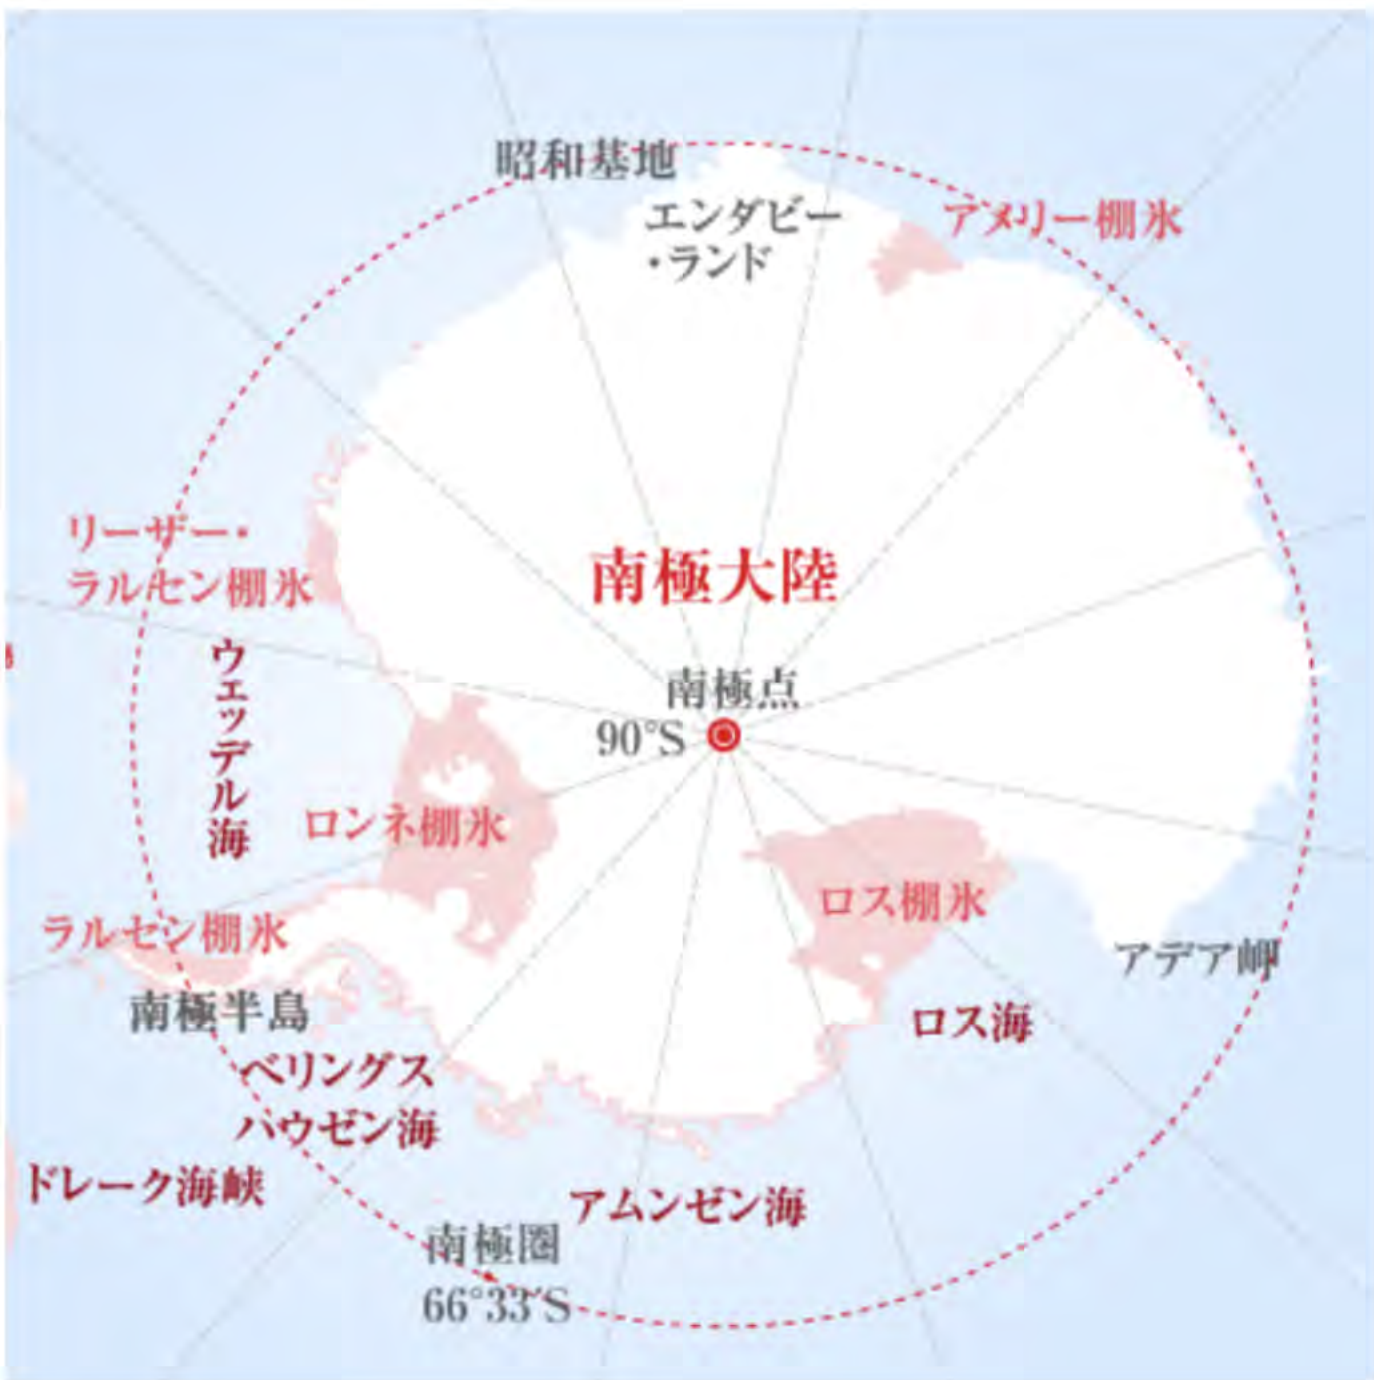 昭和基地
エンダビー
・ランド
アメリー棚氷
リーザー・
ラルセン棚氷
南極大陸
ウェッデル海
南極点
90°S
ロンネ棚氷
ロス棚氷
ラルセン棚氷
アデア岬
南極半島
ロス海
ベリングス
ハウゼン海
ドレーク海峡
アムンゼン海
南極圏
66°33′S